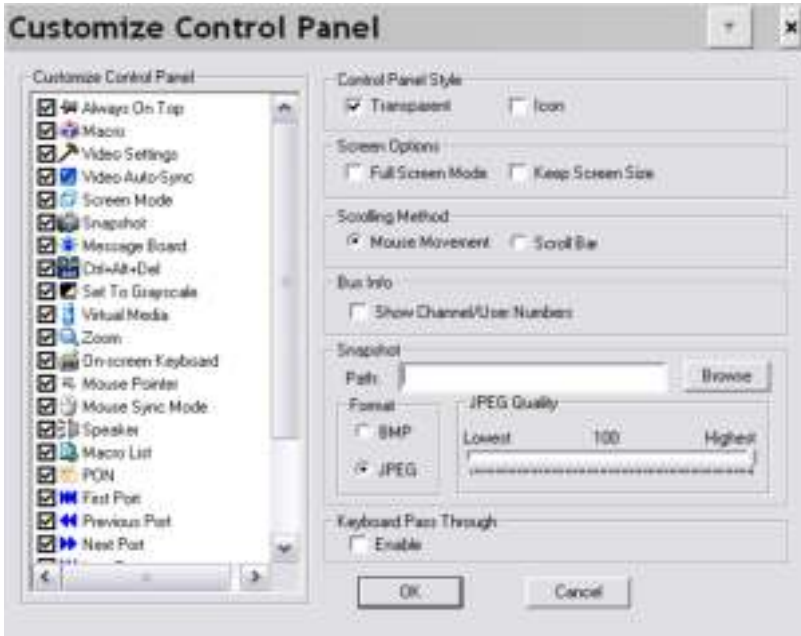 Customize Control Panel
Customize Control Panel
Always On Top
Macro
Video Settings
Video Auto-Sync
Screen Mode
Snapshot
Message Board
Ctrl+Alt+Del
Set To Grayscale
Virtual Media
Zoom
On-screen Keyboard
Mouse Pointer
Mouse Sync Mode
Speaker
Macro List
PON
First Port
Previous Port
Next Port
Control Panel Style
Transparent Icon
Screen Options
Full Screen Mode Keep Screen Size
Scrolling Method
Mouse Movement Scroll Bar
Bus Info
Show Channel/User Numbers
Snapshot
Path: Browse
Format
BMP
JPEG
JPEG Quality
Lowest 100 Highest
Keyboard Pass Through
Enable
OK Cancel